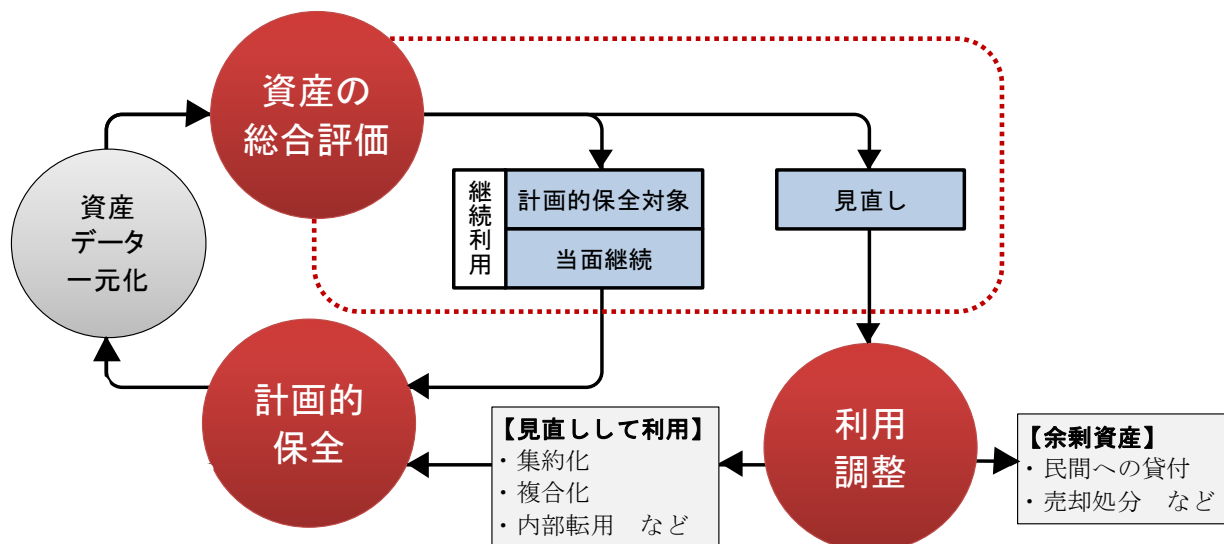 資産の
総合評価
資産
データ
一元化
継続利用
計画的保全対象
当面継続
見直し
計画的
保全
【見直しして利用】
・集約化
・複合化
・内部転用　など
利用
調整
【余剰資産】
・民間への貸付
・売却処分　など